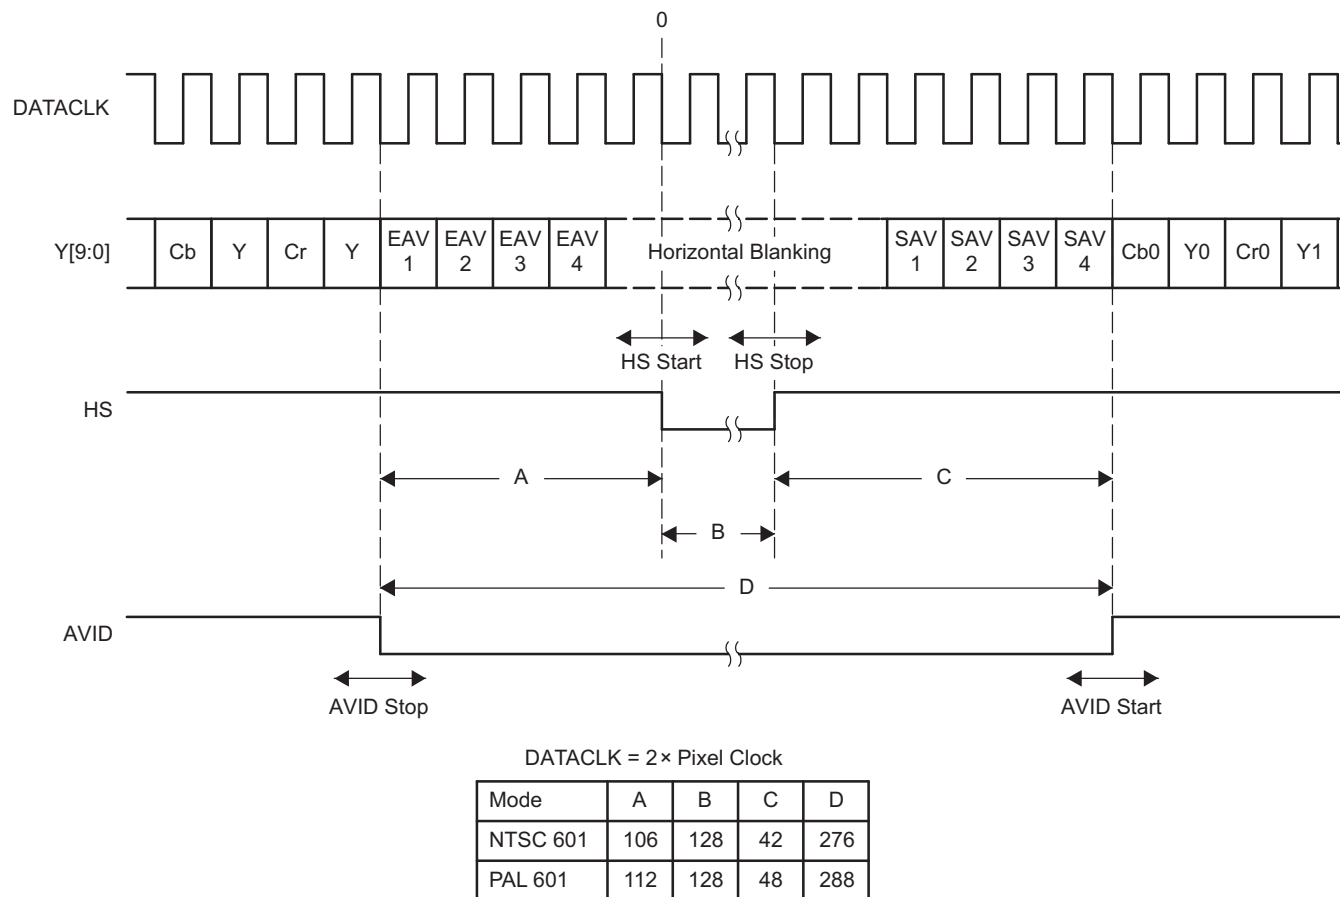 0
DATACLK
Y[9:0] Cb Y Cr Y EAV 1 EAV 2 EAV 3 EAV 4 Horizontal Blanking SAV 1 SAV 2 SAV 3 SAV 4 Cb0 Y0 Cr0 Y1
HS Start HS Stop
HS
A C
B
D
AVID
AVID Stop AVID Start
DATACLK = 2× Pixel Clock
Mode A B C D
NTSC 601 106 128 42 276
PAL 601 112 128 48 288